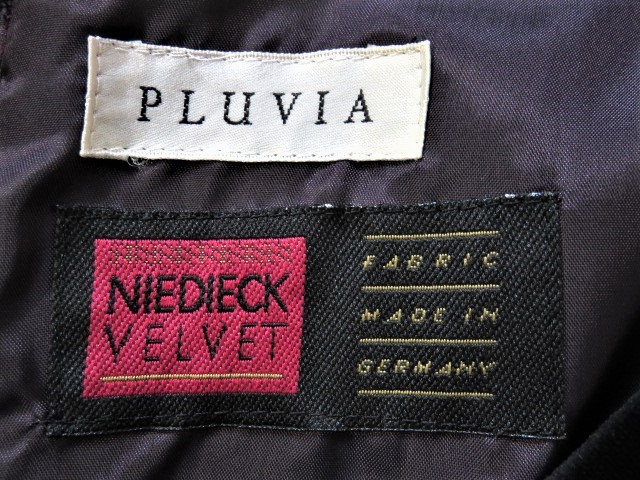 PLUVIA
NIEDIECK
VELVET
FABRIC
MADE IN
GERMANY